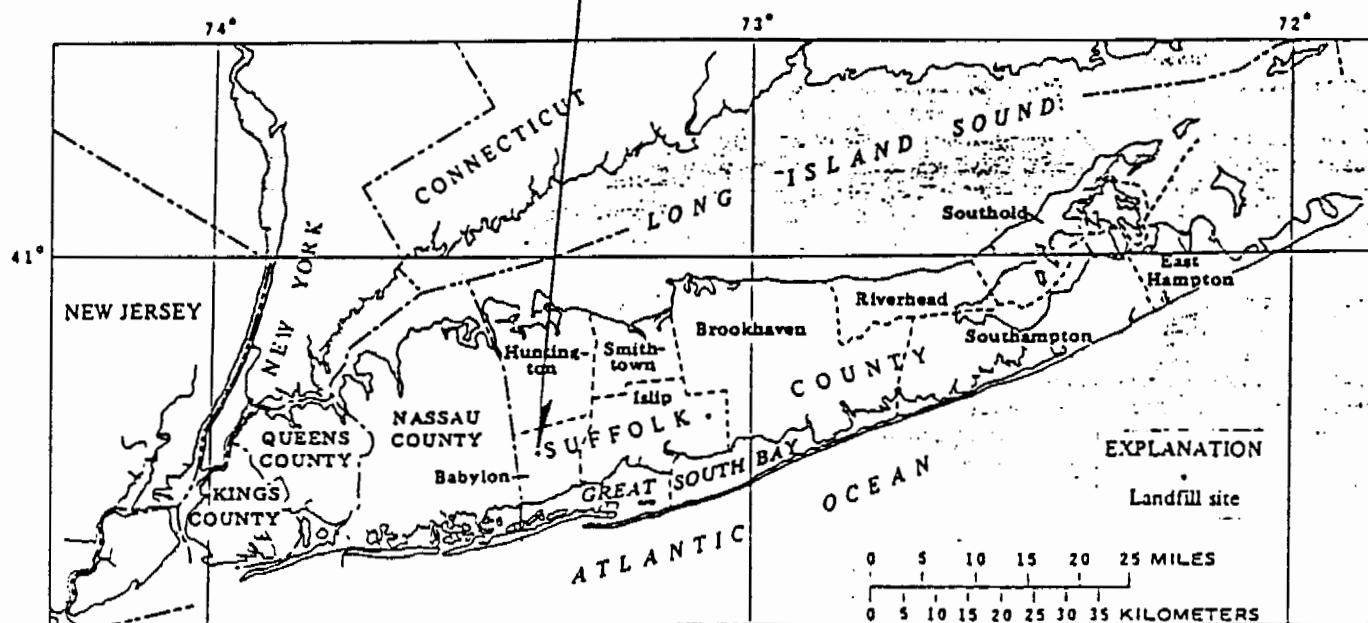 74°
73°
72°
CONNECTICUT
LONG ISLAND SOUND
Southold
41°
NEW YORK
East
Hampton
NEW JERSEY
Riverhead
Brookhaven
Hunting-
ton
Smith-
town
Southampton
COUNTY
Islip
NASSAU
COUNTY
SUFFOLK
QUEENS
COUNTY
EXPLANATION
Babylon
GREAT SOUTH BAY
Landfill site
KINGS
COUNTY
ATLANTIC OCEAN
0 5 10 15 20 25 MILES
0 5 10 15 20 25 30 35 KILOMETERS